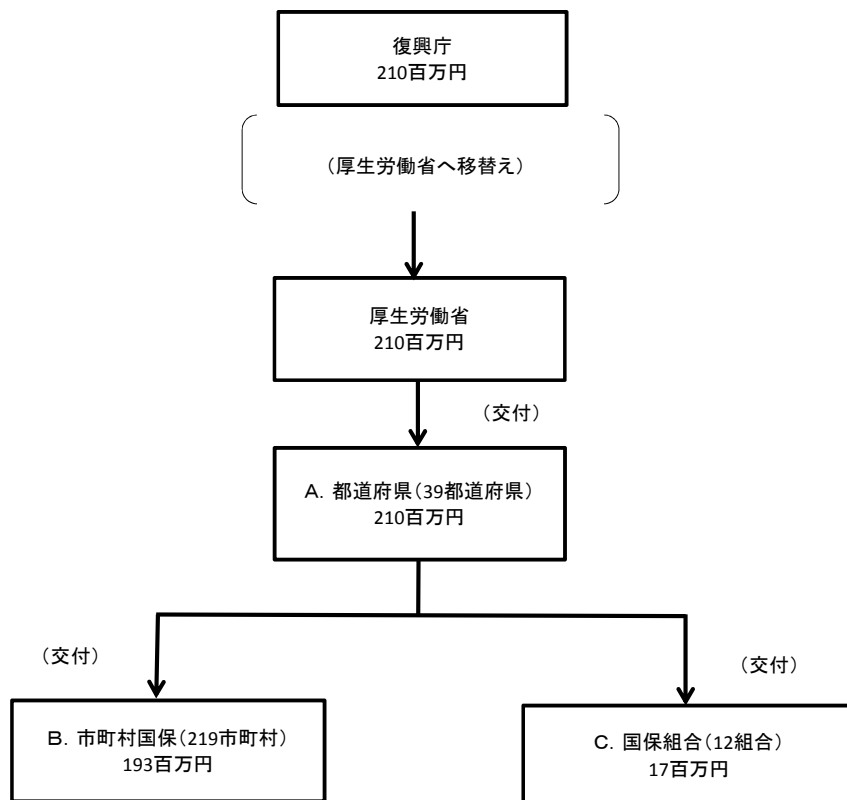 復興庁
210百万円
（厚生労働省へ移替え）
厚生労働省
210百万円
（交付）
A．都道府県（39都道府県）
210百万円
（交付）
（交付）
B．市町村国保（219市町村）
193百万円
C．国保組合（12組合）
17百万円